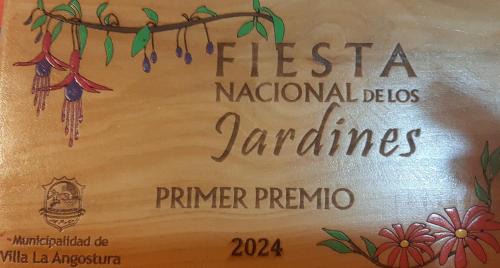 FIESTA
NACIONAL DE LOS
Jardines
PRIMER PREMIO
2024
Municipalidad de
Villa La Angostura